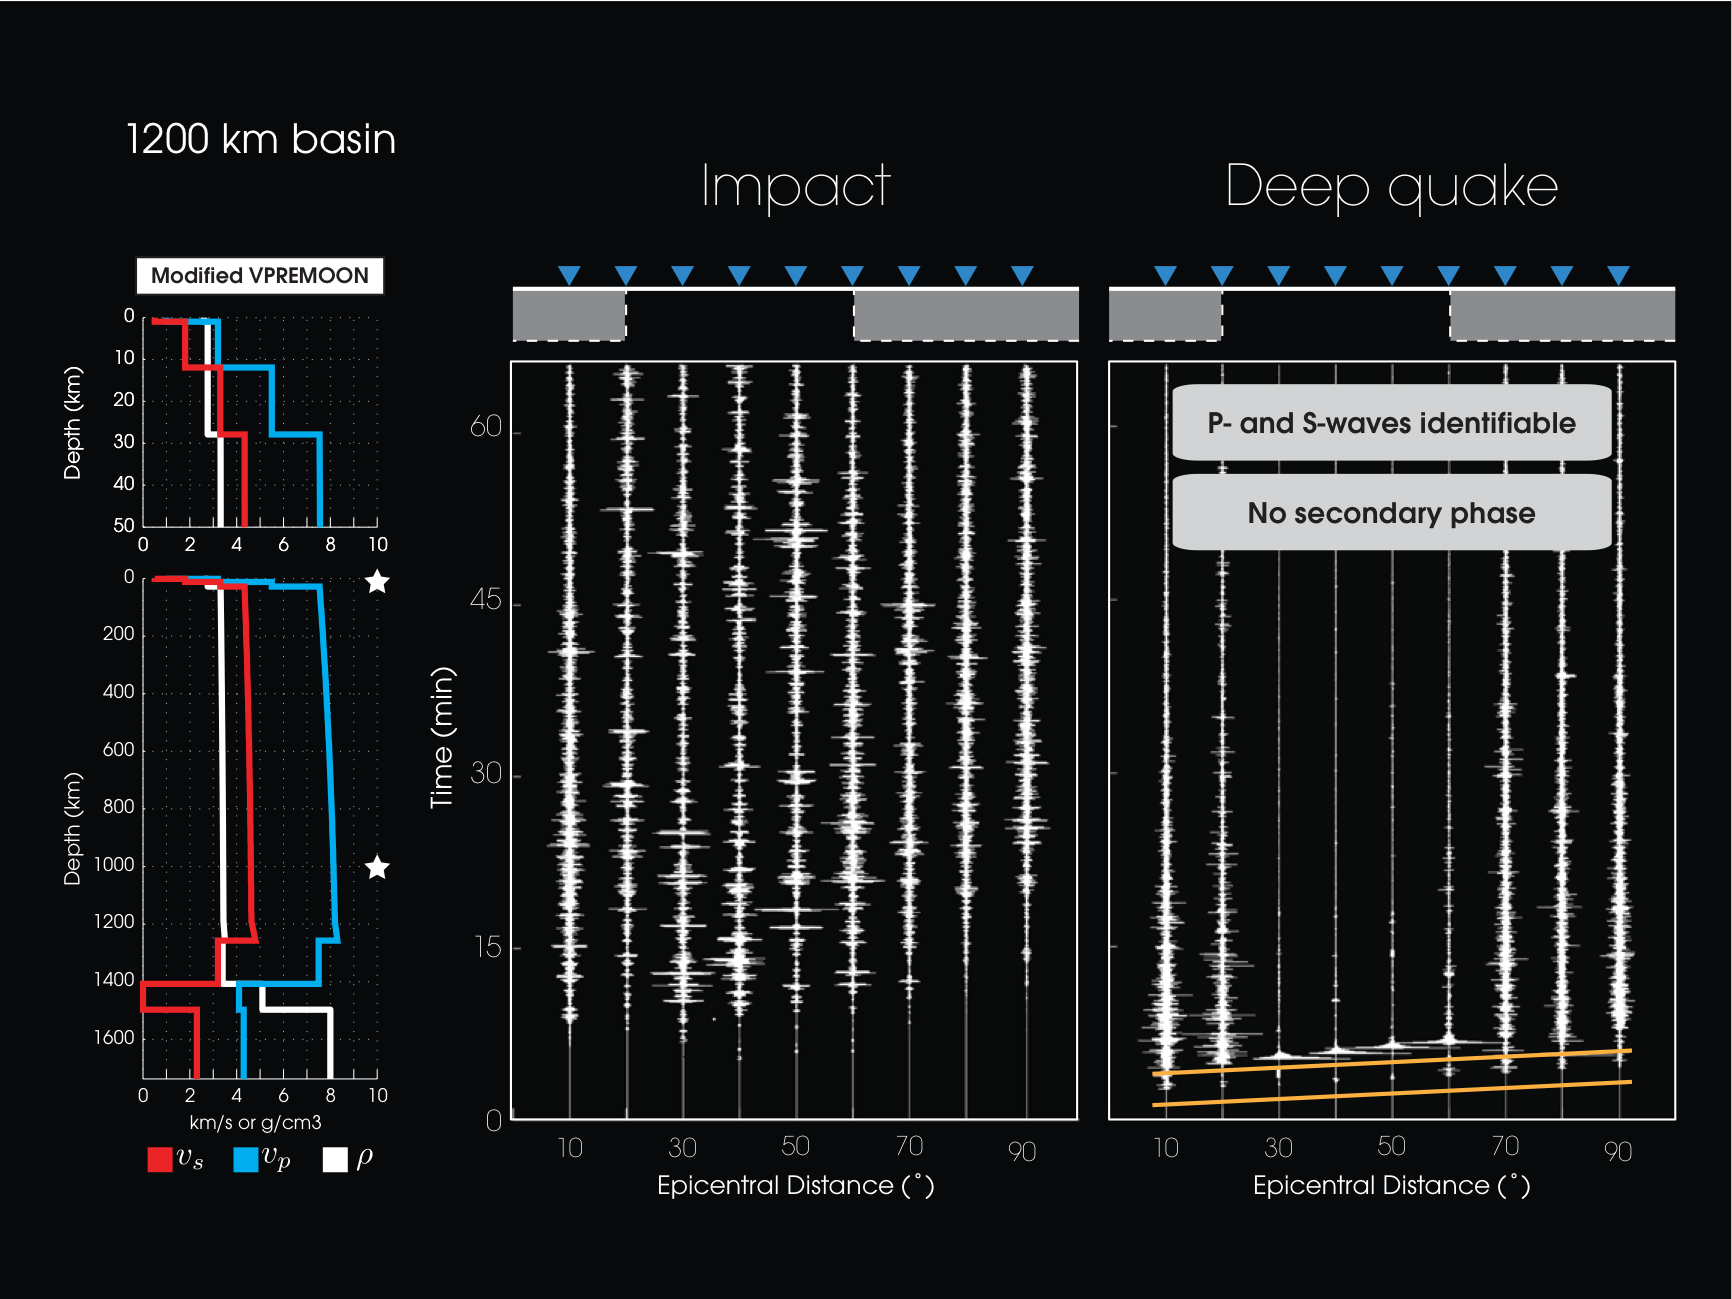 1200 km basin
Impact
Deep quake
Modified VPREMOON
0
10
20
30
40
50
Depth (km)
0 2 4 6 8 10
0
200
400
600
800
1000
1200
1400
1600
Depth (km)
0 2 4 6 8 10
km/s or g/cm3
vs vp ρ
60
45
30
15
0
Time (min)
10 30 50 70 90
Epicentral Distance (˚)
P- and S-waves identifiable
No secondary phase
10 30 50 70 90
Epicentral Distance (˚)